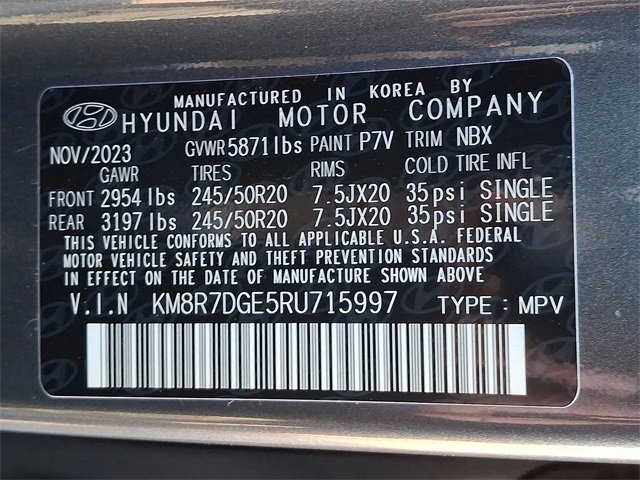 MANUFACTURED IN KOREA BY
HYUNDAI MOTOR COMPANY
NOV/2023 GVWR 5871lbs PAINT P7V TRIM NBX
GAWR TIRES RIMS COLD TIRE INFL
FRONT 2954 lbs 245/50R20 7.5JX20 35psi SINGLE
REAR 3197 lbs 245/50R20 7.5JX20 35psi SINGLE
THIS VEHICLE CONFORMS TO ALL APPLICABLE U.S.A. FEDERAL
MOTOR VEHICLE SAFETY AND THEFT PREVENTION STANDARDS
IN EFFECT ON THE DATE OF MANUFACTURE SHOWN ABOVE
V.I.N KM8R7DGE5RU715997 TYPE : MPV